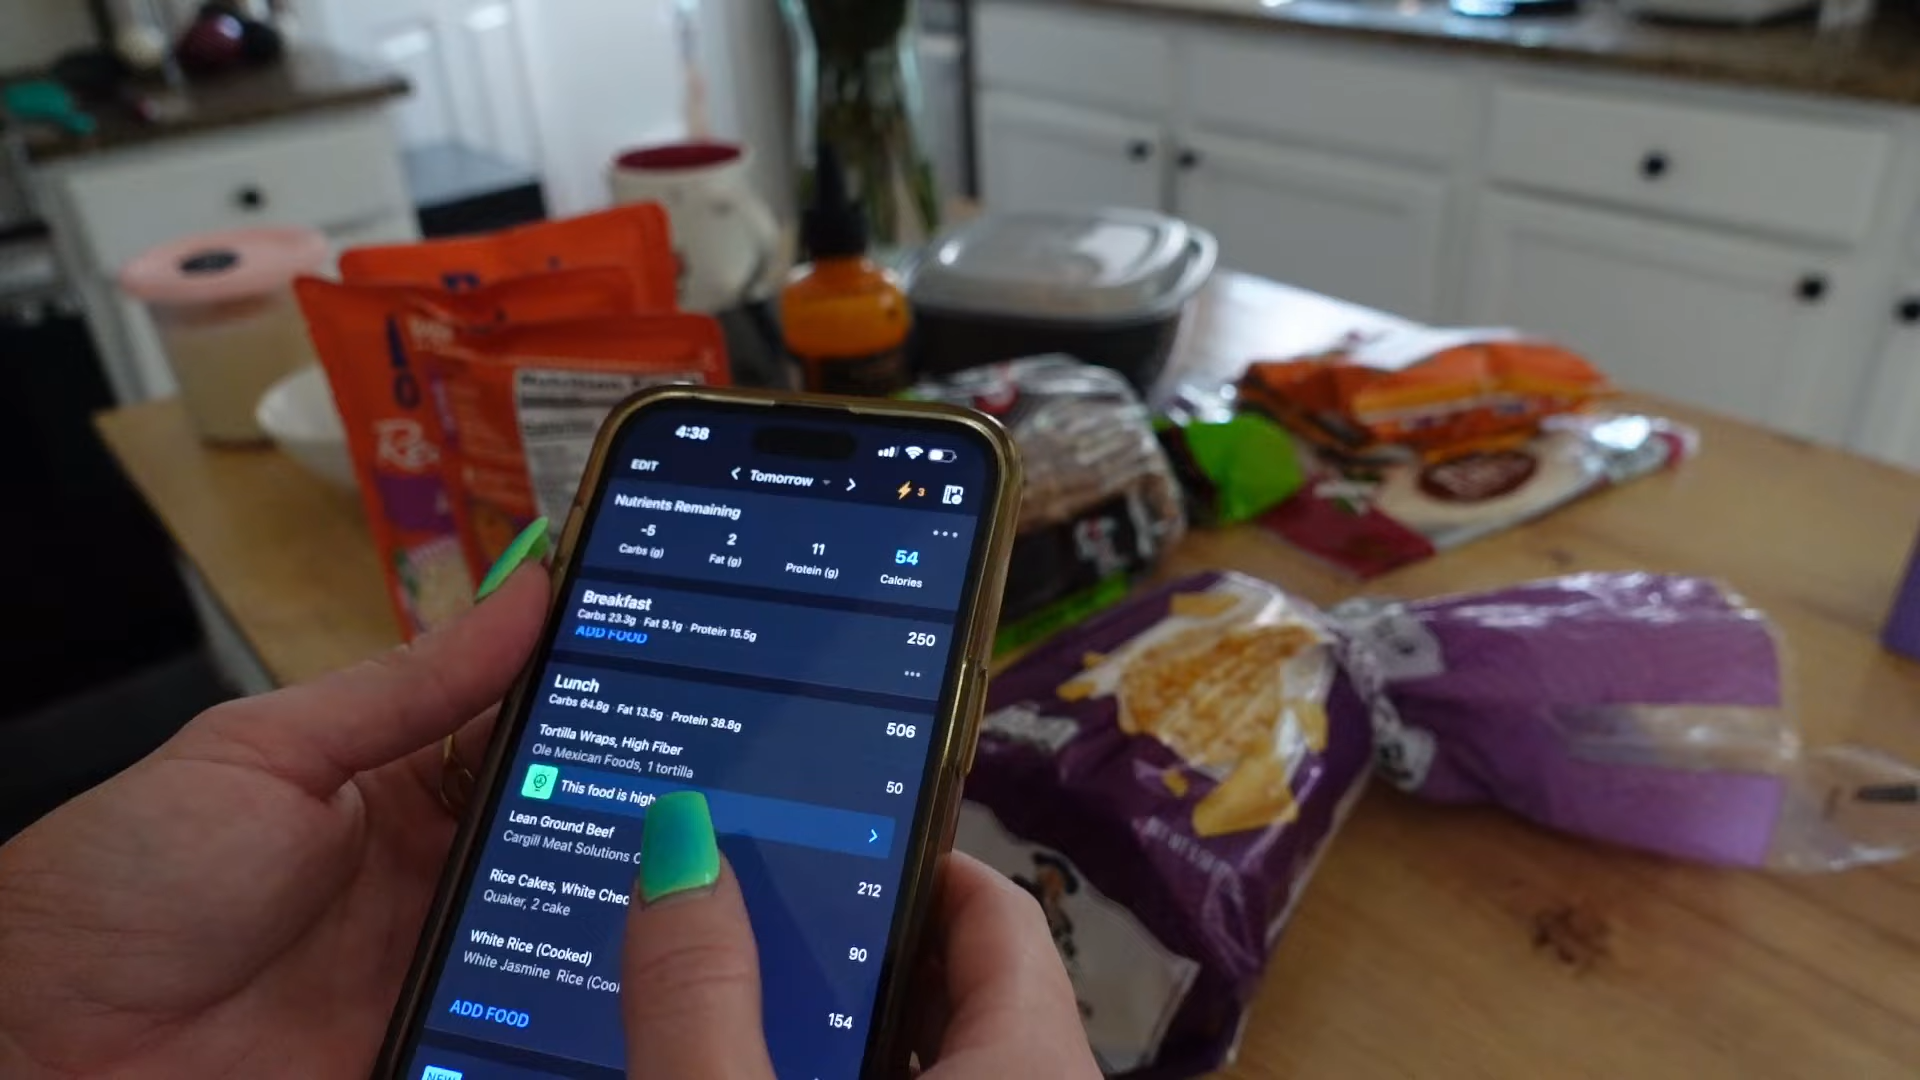 4:38
EDIT
Tomorrow
3
Nutrients Remaining
-5
2
11
54
Carbs (g)
Fat (g)
Protein (g)
Calories
Breakfast
250
Carbs 23.3g · Fat 9.1g · Protein 15.5g
ADD FOOD
Lunch
506
Carbs 64.8g · Fat 13.5g · Protein 38.8g
Tortilla Wraps, High Fiber
50
Ole Mexican Foods, 1 tortilla
This food is high
Lean Ground Beef
212
Cargill Meat Solutions
Rice Cakes, White Ched
90
Quaker, 2 cake
White Rice (Cooked)
154
White Jasmine Rice (Coo
ADD FOOD
NEW